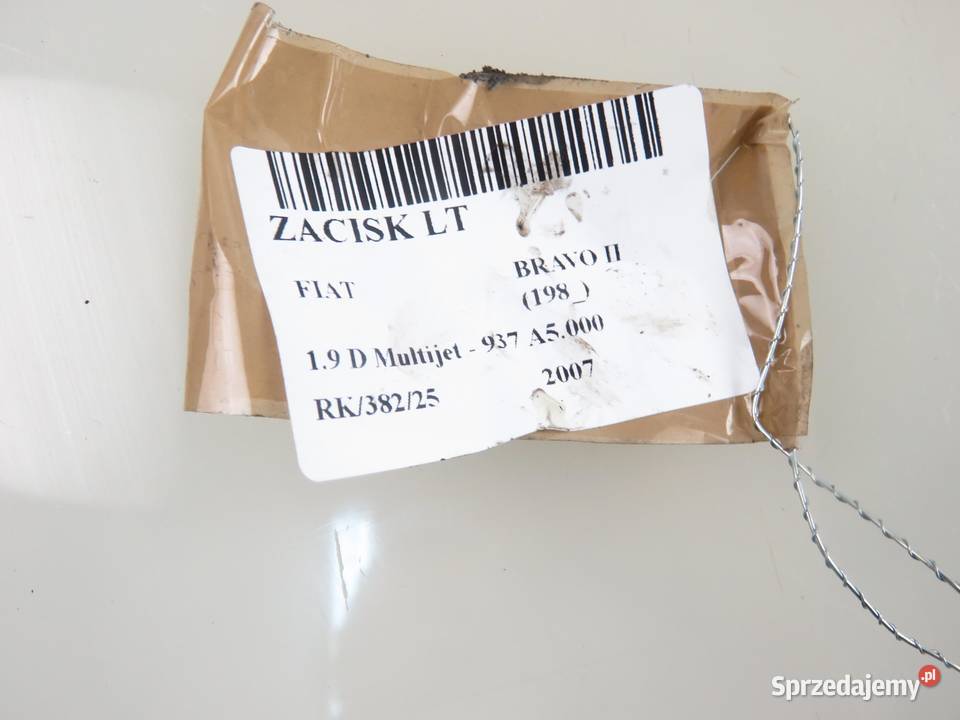 ZACISK LT
FIAT BRAVO II
(198_)
1.9 D Multijet - 937 A5.000
RK/382/25 2007
Sprzedajemy.pl